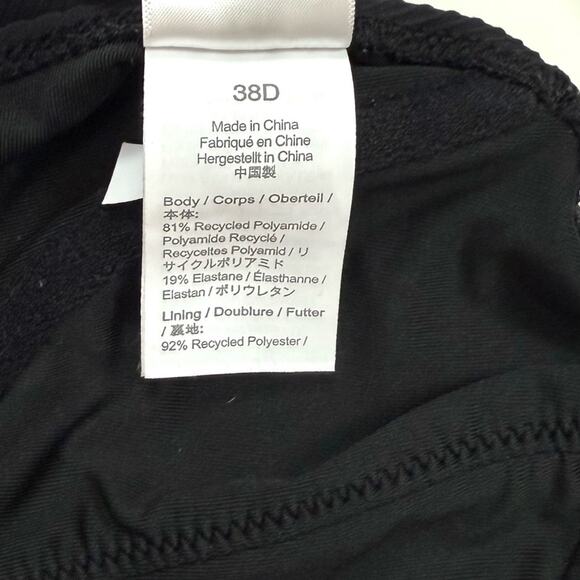 38D
Made in China
Fabriqué en Chine
Hergestellt in China
中国製
Body / Corps / Oberteil /
本体:
81% Recycled Polyamide /
Polyamide Recyclé /
Recyceltes Polyamid / リ
サイクルポリアミド
19% Elastane / Élasthanne /
Elastan / ポリウレタン
Lining / Doublure / Futter
/ 裏地:
92% Recycled Polyester /